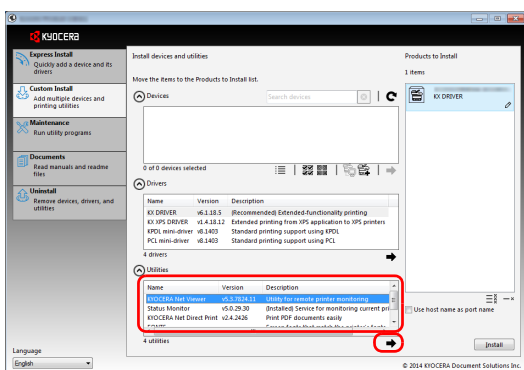 KYOCERA
Express Install
Quickly add a device and its
drivers
Custom Install
Add multiple devices and
printing utilities
Maintenance
Run utility programs
Documents
Read manuals and readme
files
Uninstall
Remove devices, drivers, and
utilities
Language
English
Install devices and utilities
Move the items to the Products to Install list.
Devices
Search devices
0 of 0 devices selected
Drivers
Name Version Description
KX DRIVER v6.1.18.5 (Recommended) Extended-functionality printing
KX XPS DRIVER v1.4.18.12 Extended printing from XPS application to XPS printers
KPDL mini-driver v8.1403 Standard printing support using KPDL
PCL mini-driver v8.1403 Standard printing support using PCL
4 drivers
Utilities
Name Version Description
KYOCERA Net Viewer v5.3.7824.11 Utility for remote printer monitoring
Status Monitor v5.0.29.30 (Installed) Service for monitoring current pri
KYOCERA Net Direct Print v2.4.2426 Print PDF documents easily
4 utilities
Products to Install
1 items
KX DRIVER
Use host name as port name
Install
© 2014 KYOCERA Document Solutions Inc.